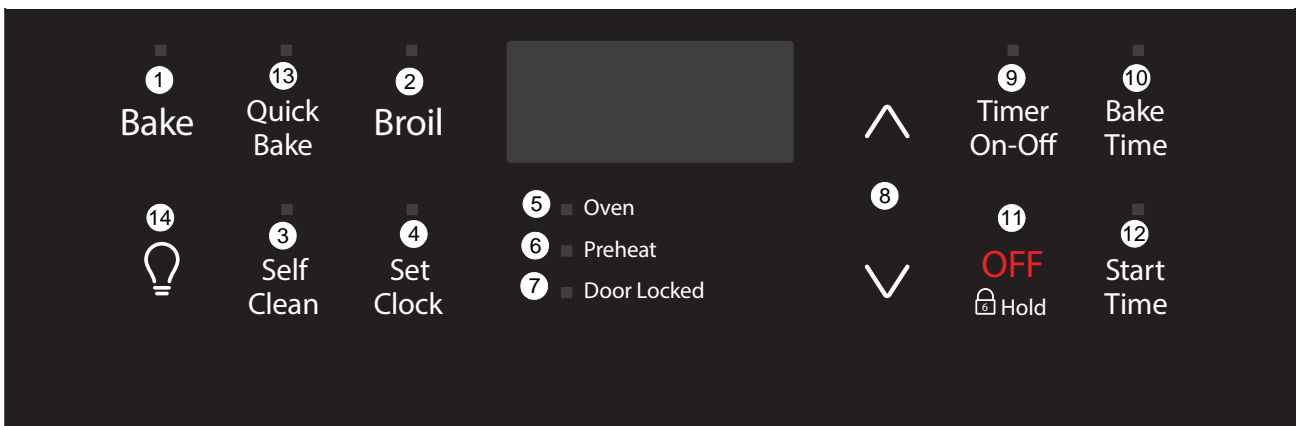 1
Bake
13
Quick
Bake
2
Broil
14
3
Self
Clean
4
Set
Clock
5 Oven
6 Preheat
7 Door Locked
8
9
Timer
On-Off
10
Bake
Time
11
OFF
6 Hold
12
Start
Time